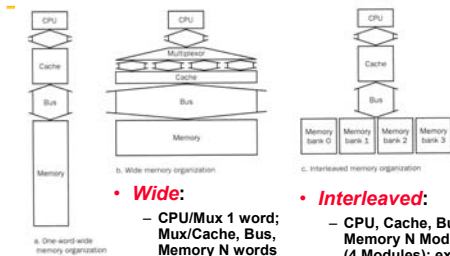 CPU
Cache
Bus
Memory
a. One-word-wide
memory organization
CPU
Multiplexor
Cache
Bus
Memory
b. Wide memory organization
• Wide:
– CPU/Mux 1 word;
Mux/Cache, Bus,
Memory N words
CPU
Cache
Bus
Memory bank 0
Memory bank 1
Memory bank 2
Memory bank 3
c. Interleaved memory organization
• Interleaved:
– CPU, Cache, Bu
Memory N Mod
(4 Modules); ex